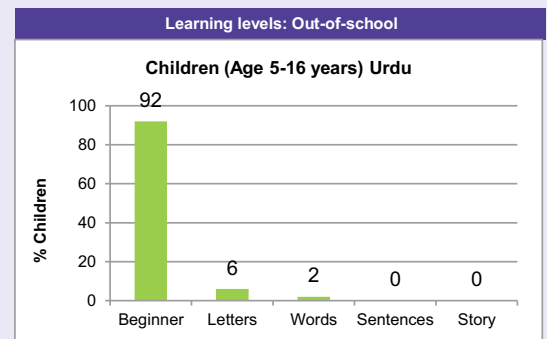 Learning levels: Out-of-school
Children (Age 5-16 years) Urdu
% Children
100
80
60
40
20
0
92
6
2
0
0
Beginner Letters Words Sentences Story